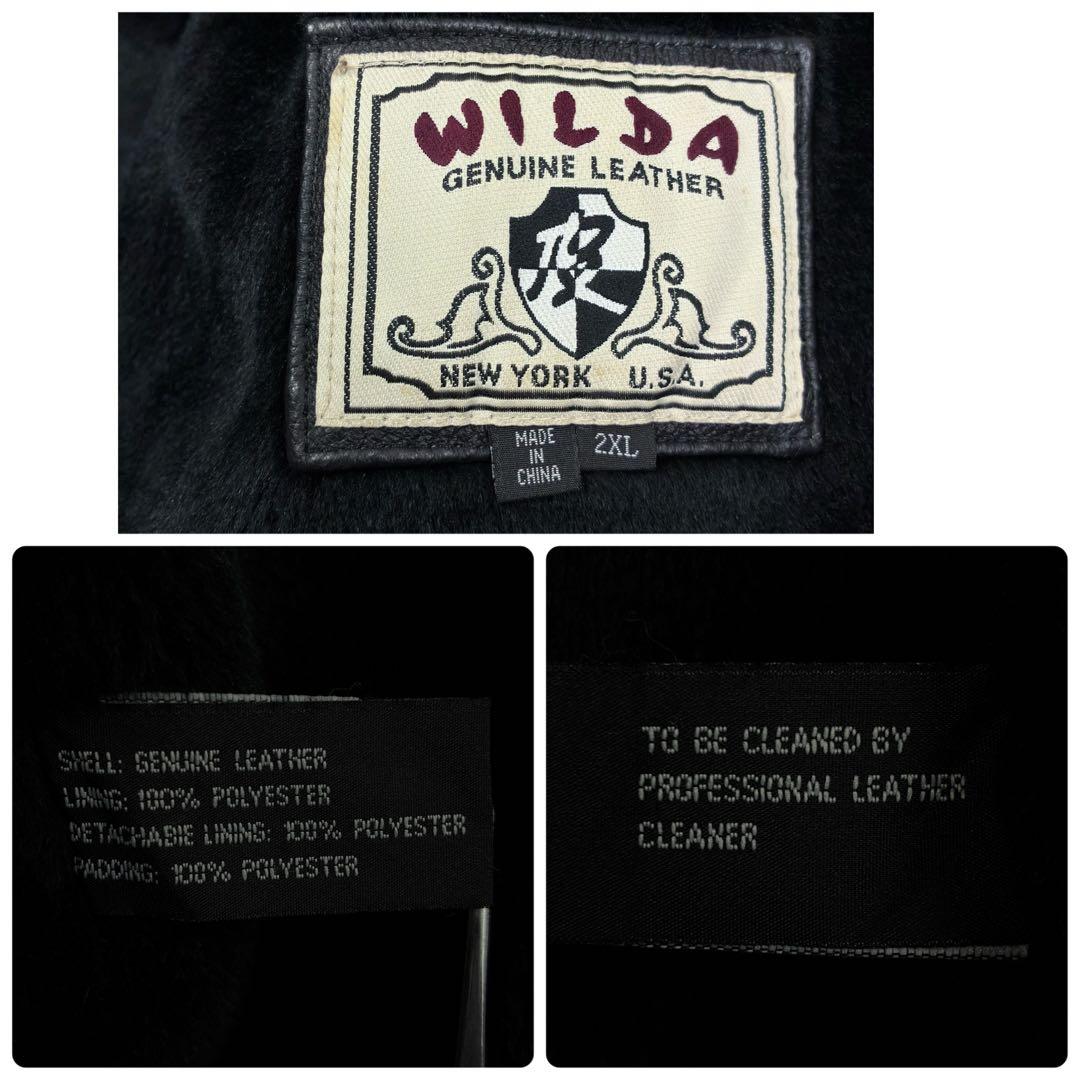 WILDA
GENUINE LEATHER
NEW YORK U.S.A.
MADE
IN
CHINA
2XL
SHELL: GENUINE LEATHER
LINING: 100% POLYESTER
DETACHABIE LINING: 100% POLYESTER
PADDING: 100% POLYESTER
TO BE CLEANED BY
PROFESSIONAL LEATHER
CLEANER